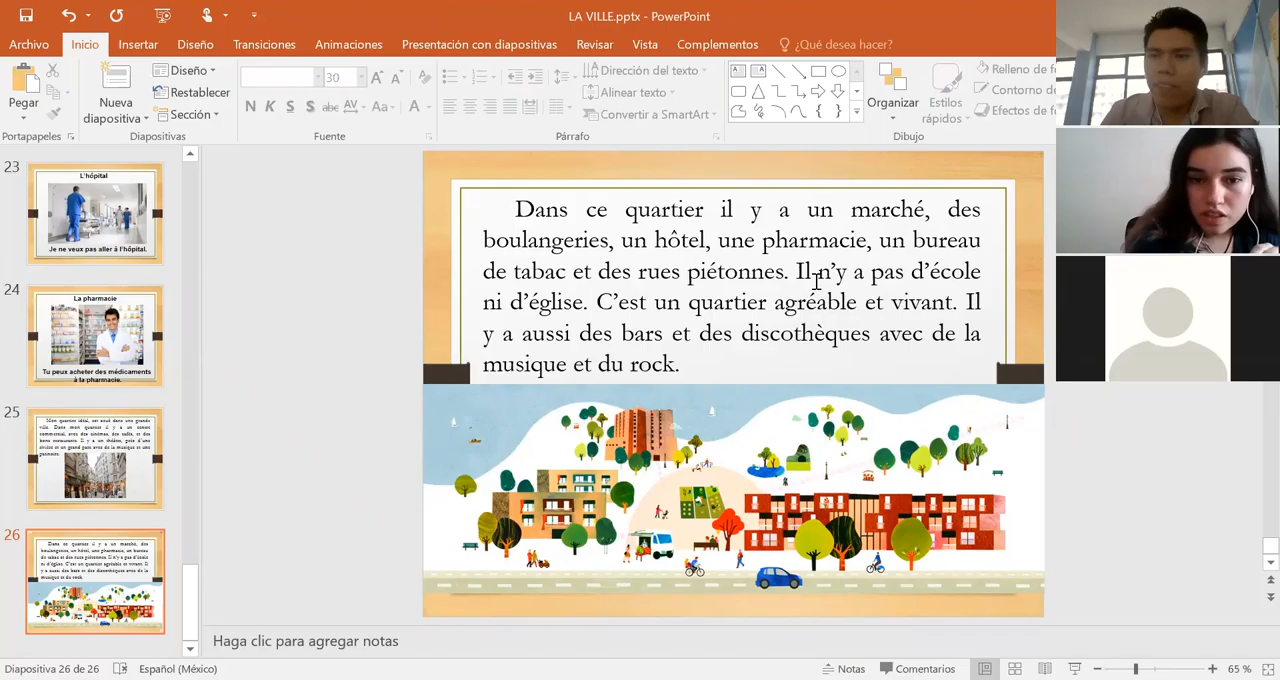 LA VILLE.pptx - PowerPoint
Archivo Inicio Insertar Diseño Transiciones Animaciones Presentación con diapositivas Revisar Vista Complementos ¿Qué desea hacer?
Pegar
Nueva diapositiva
Diseño
Restablecer
Sección
30
N K S S abc AV Aa A
Dirección del texto
Alinear texto
Convertir a SmartArt
Organizar
Estilos rápidos
Relleno de f
Contorno d
Efectos de f
Portapapeles Diapositivas Fuente Párrafo Dibujo
23
L'hôpital
Je ne veux pas aller à l'hôpital.
24
La pharmacie
Tu peux acheter des médicaments
à la pharmacie.
25
26
Dans ce quartier il y a un marché, des
boulangeries, un hôtel, une pharmacie, un bureau
de tabac et des rues piétonnes. Il n'y a pas d'école
ni d'église. C'est un quartier agréable et vivant. Il
y a aussi des bars et des discothèques avec de la
musique et du rock.
Haga clic para agregar notas
Diapositiva 26 de 26 Español (México) Notas Comentarios 65 %